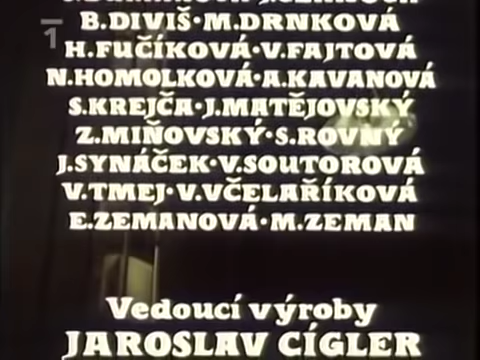 B.DIVIŠ•M.DRNKOVÁ
1
H.FUČÍKOVÁ•V.FAJTOVÁ
N.HOMOLKOVÁ•A.KAVANOVÁ
S.KREJČA•J.MATĚJOVSKÝ
Z.MIŇOVSKÝ•S.ROVNÝ
J.SYNÁČEK•V.SOUTOROVÁ
V.TMEJ•V.VČELAŘÍKOVÁ
E.ZEMANOVÁ•M.ZEMAN
Vedoucí výroby
JAROSLAV CÍGLER